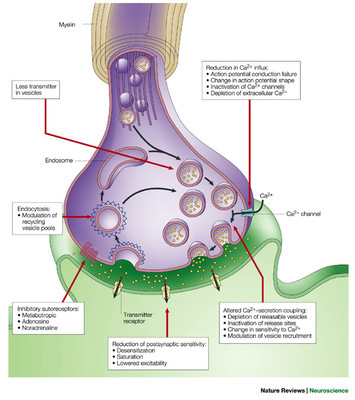 Myelin
Less transmitter
in vesicles
Reduction in Ca²⁺ influx:
• Action potential conduction failure
• Change in action potential shape
• Inactivation of Ca²⁺ channels
• Depletion of extracellular Ca²⁺
Endosome
Ca²⁺
Ca²⁺ channel
Endocytosis:
• Modulation of
recycling
vesicle pools
Inhibitory autoreceptors:
• Metabotropic
• Adenosine
• Noradrenaline
Transmitter
receptor
Altered Ca²⁺–secretion coupling:
• Depletion of releasable vesicles
• Inactivation of release sites
• Change in sensitivity to Ca²⁺
• Modulation of vesicle recruitment
Reduction of postsynaptic sensitivity:
• Desensitization
• Saturation
• Lowered excitability
Nature Reviews | Neuroscience